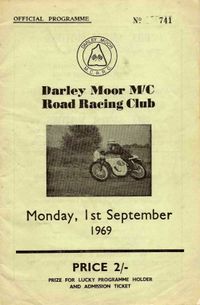 OFFICIAL PROGRAMME
Nº 741
DARLEY MOOR
M.C.R.R.C.
Darley Moor M/C
Road Racing Club
Monday, 1st September
1969
PRICE 2/-
PRIZE FOR LUCKY PROGRAMME HOLDER
AND ADMISSION TICKET